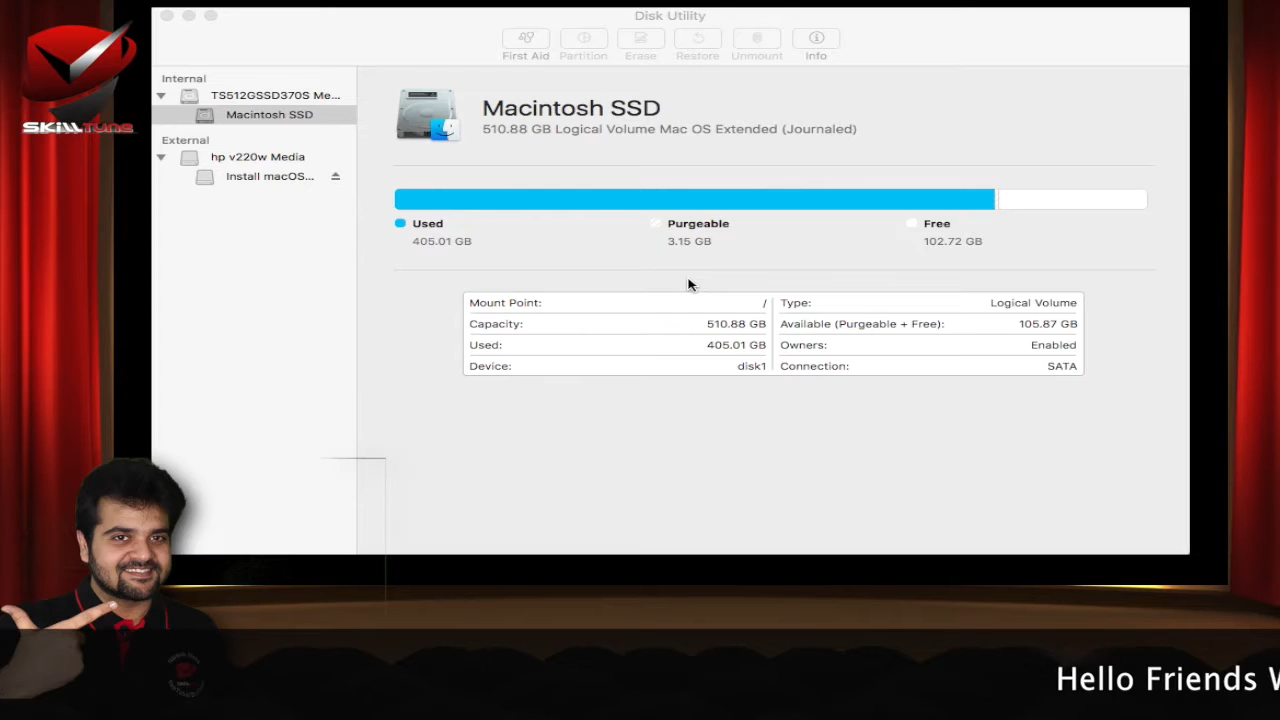 SKiLLTUNE
Disk Utility
First Aid
Partition
Erase
Restore
Unmount
Info
Internal
TS512GSSD370S Me...
Macintosh SSD
External
hp v220w Media
Install macOS...
Macintosh SSD
510.88 GB Logical Volume Mac OS Extended (Journaled)
Used
405.01 GB
Purgeable
3.15 GB
Free
102.72 GB
Mount Point: /
Capacity: 510.88 GB
Used: 405.01 GB
Device: disk1
Type: Logical Volume
Available (Purgeable + Free): 105.87 GB
Owners: Enabled
Connection: SATA
Hello Friends